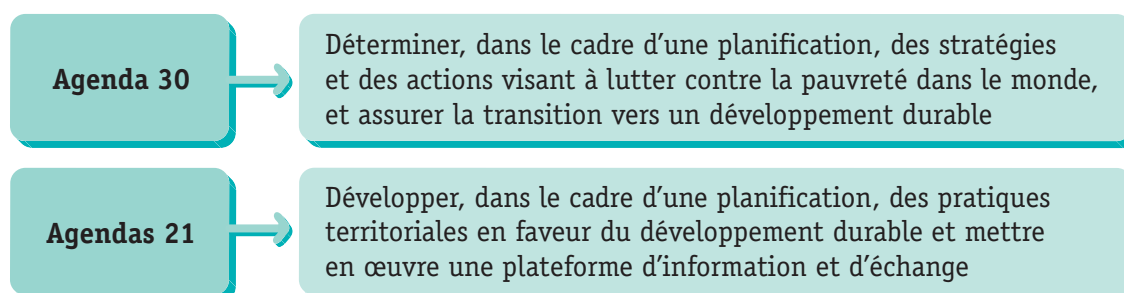 Agenda 30
Déterminer, dans le cadre d’une planification, des stratégies
et des actions visant à lutter contre la pauvreté dans le monde,
et assurer la transition vers un développement durable
Agendas 21
Développer, dans le cadre d’une planification, des pratiques
territoriales en faveur du développement durable et mettre
en œuvre une plateforme d’information et d’échange